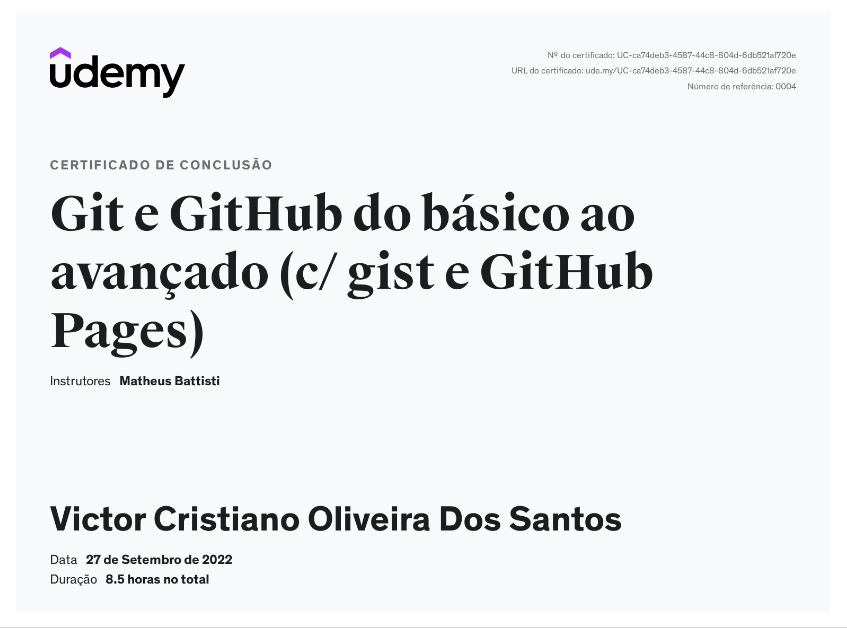 udemy
Nº do certificado: UC-ca74deb3-4587-44c8-804d-6db521af720e
URL do certificado: ude.my/UC-ca74deb3-4587-44c8-804d-6db521af720e
Número de referência: 0004
CERTIFICADO DE CONCLUSÃO
Git e GitHub do básico ao
avançado (c/ gist e GitHub
Pages)
Instrutores Matheus Battisti
Victor Cristiano Oliveira Dos Santos
Data 27 de Setembro de 2022
Duração 8.5 horas no total